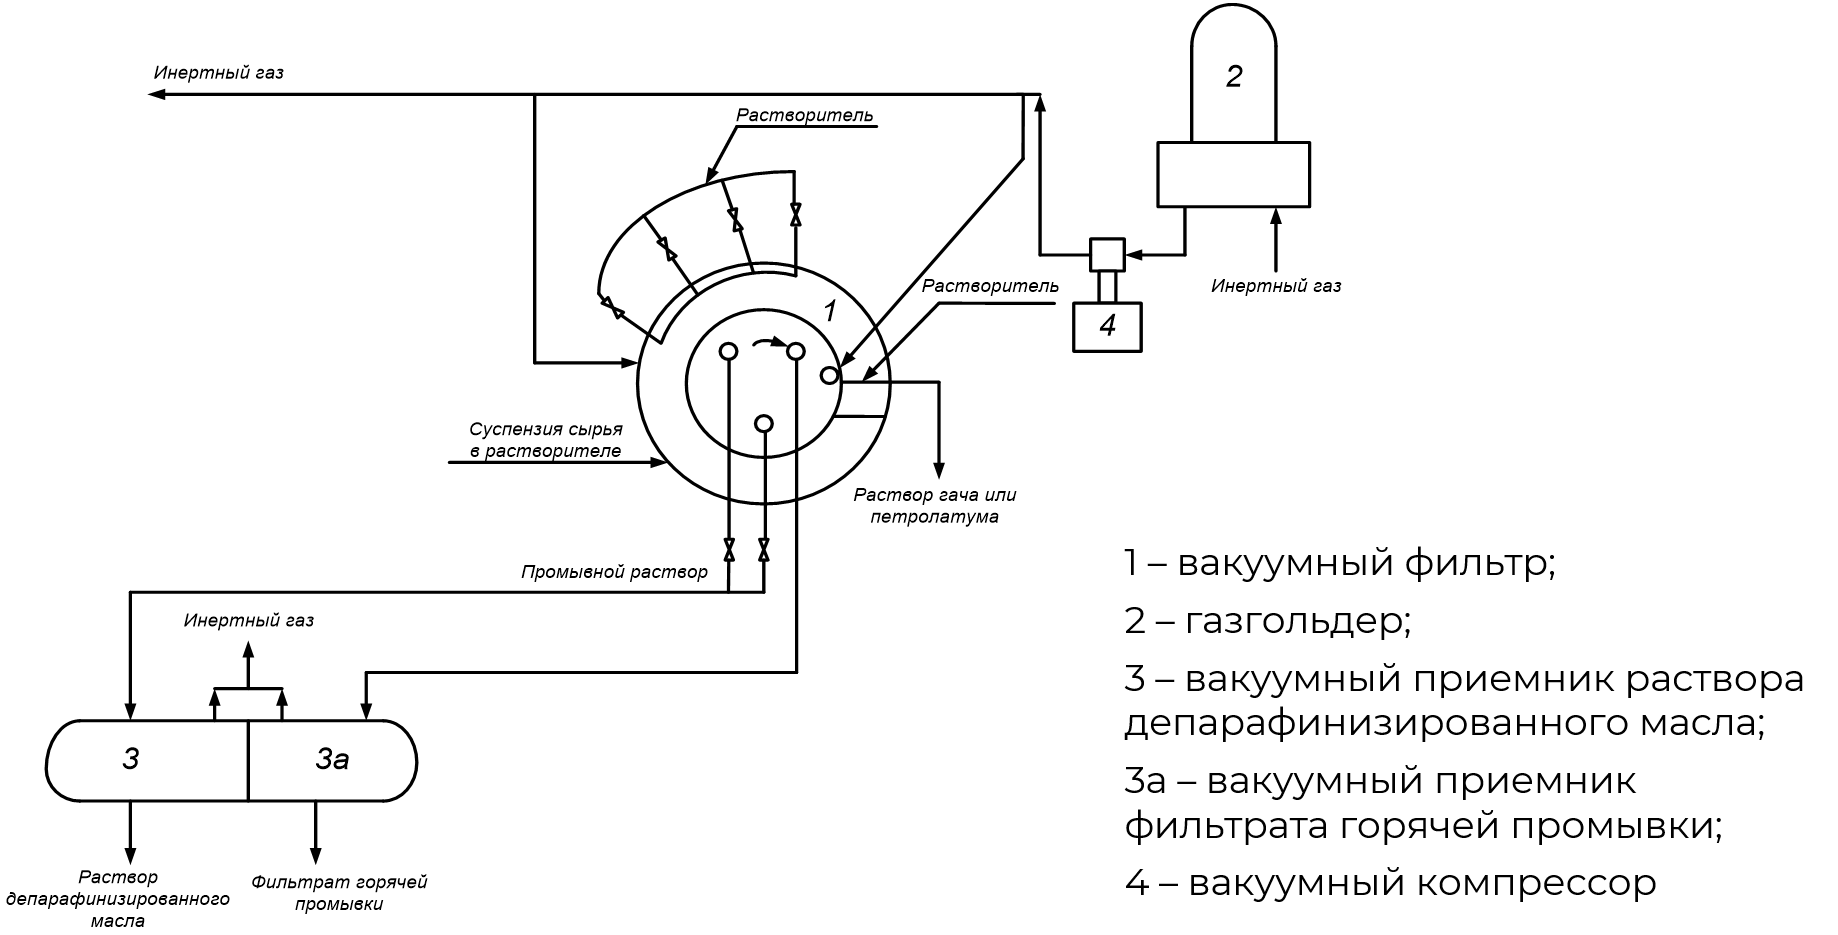 Инертный газ
2
Растворитель
1
Растворитель
Инертный газ
4
Суспензия сырья
в растворителе
Раствор гача или
петролатума
Промывной раствор
Инертный газ
3
3а
Раствор
депарафинизированного
масла
Фильтрат горячей
промывки
1 – вакуумный фильтр;
2 – газгольдер;
3 – вакуумный приемник раствора
депарафинизированного масла;
3а – вакуумный приемник
фильтрата горячей промывки;
4 – вакуумный компрессор